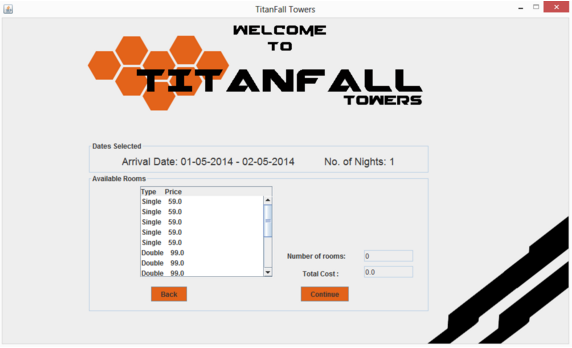 TitanFall Towers
WELCOME
TO
TITANFALL
TOWERS
Dates Selected
Arrival Date: 01-05-2014 - 02-05-2014 No. of Nights: 1
Available Rooms
Type Price
Single 59.0
Single 59.0
Single 59.0
Single 59.0
Single 59.0
Double 99.0
Double 99.0
Double 99.0
Number of rooms: 0
Total Cost : 0.0
Back Continue